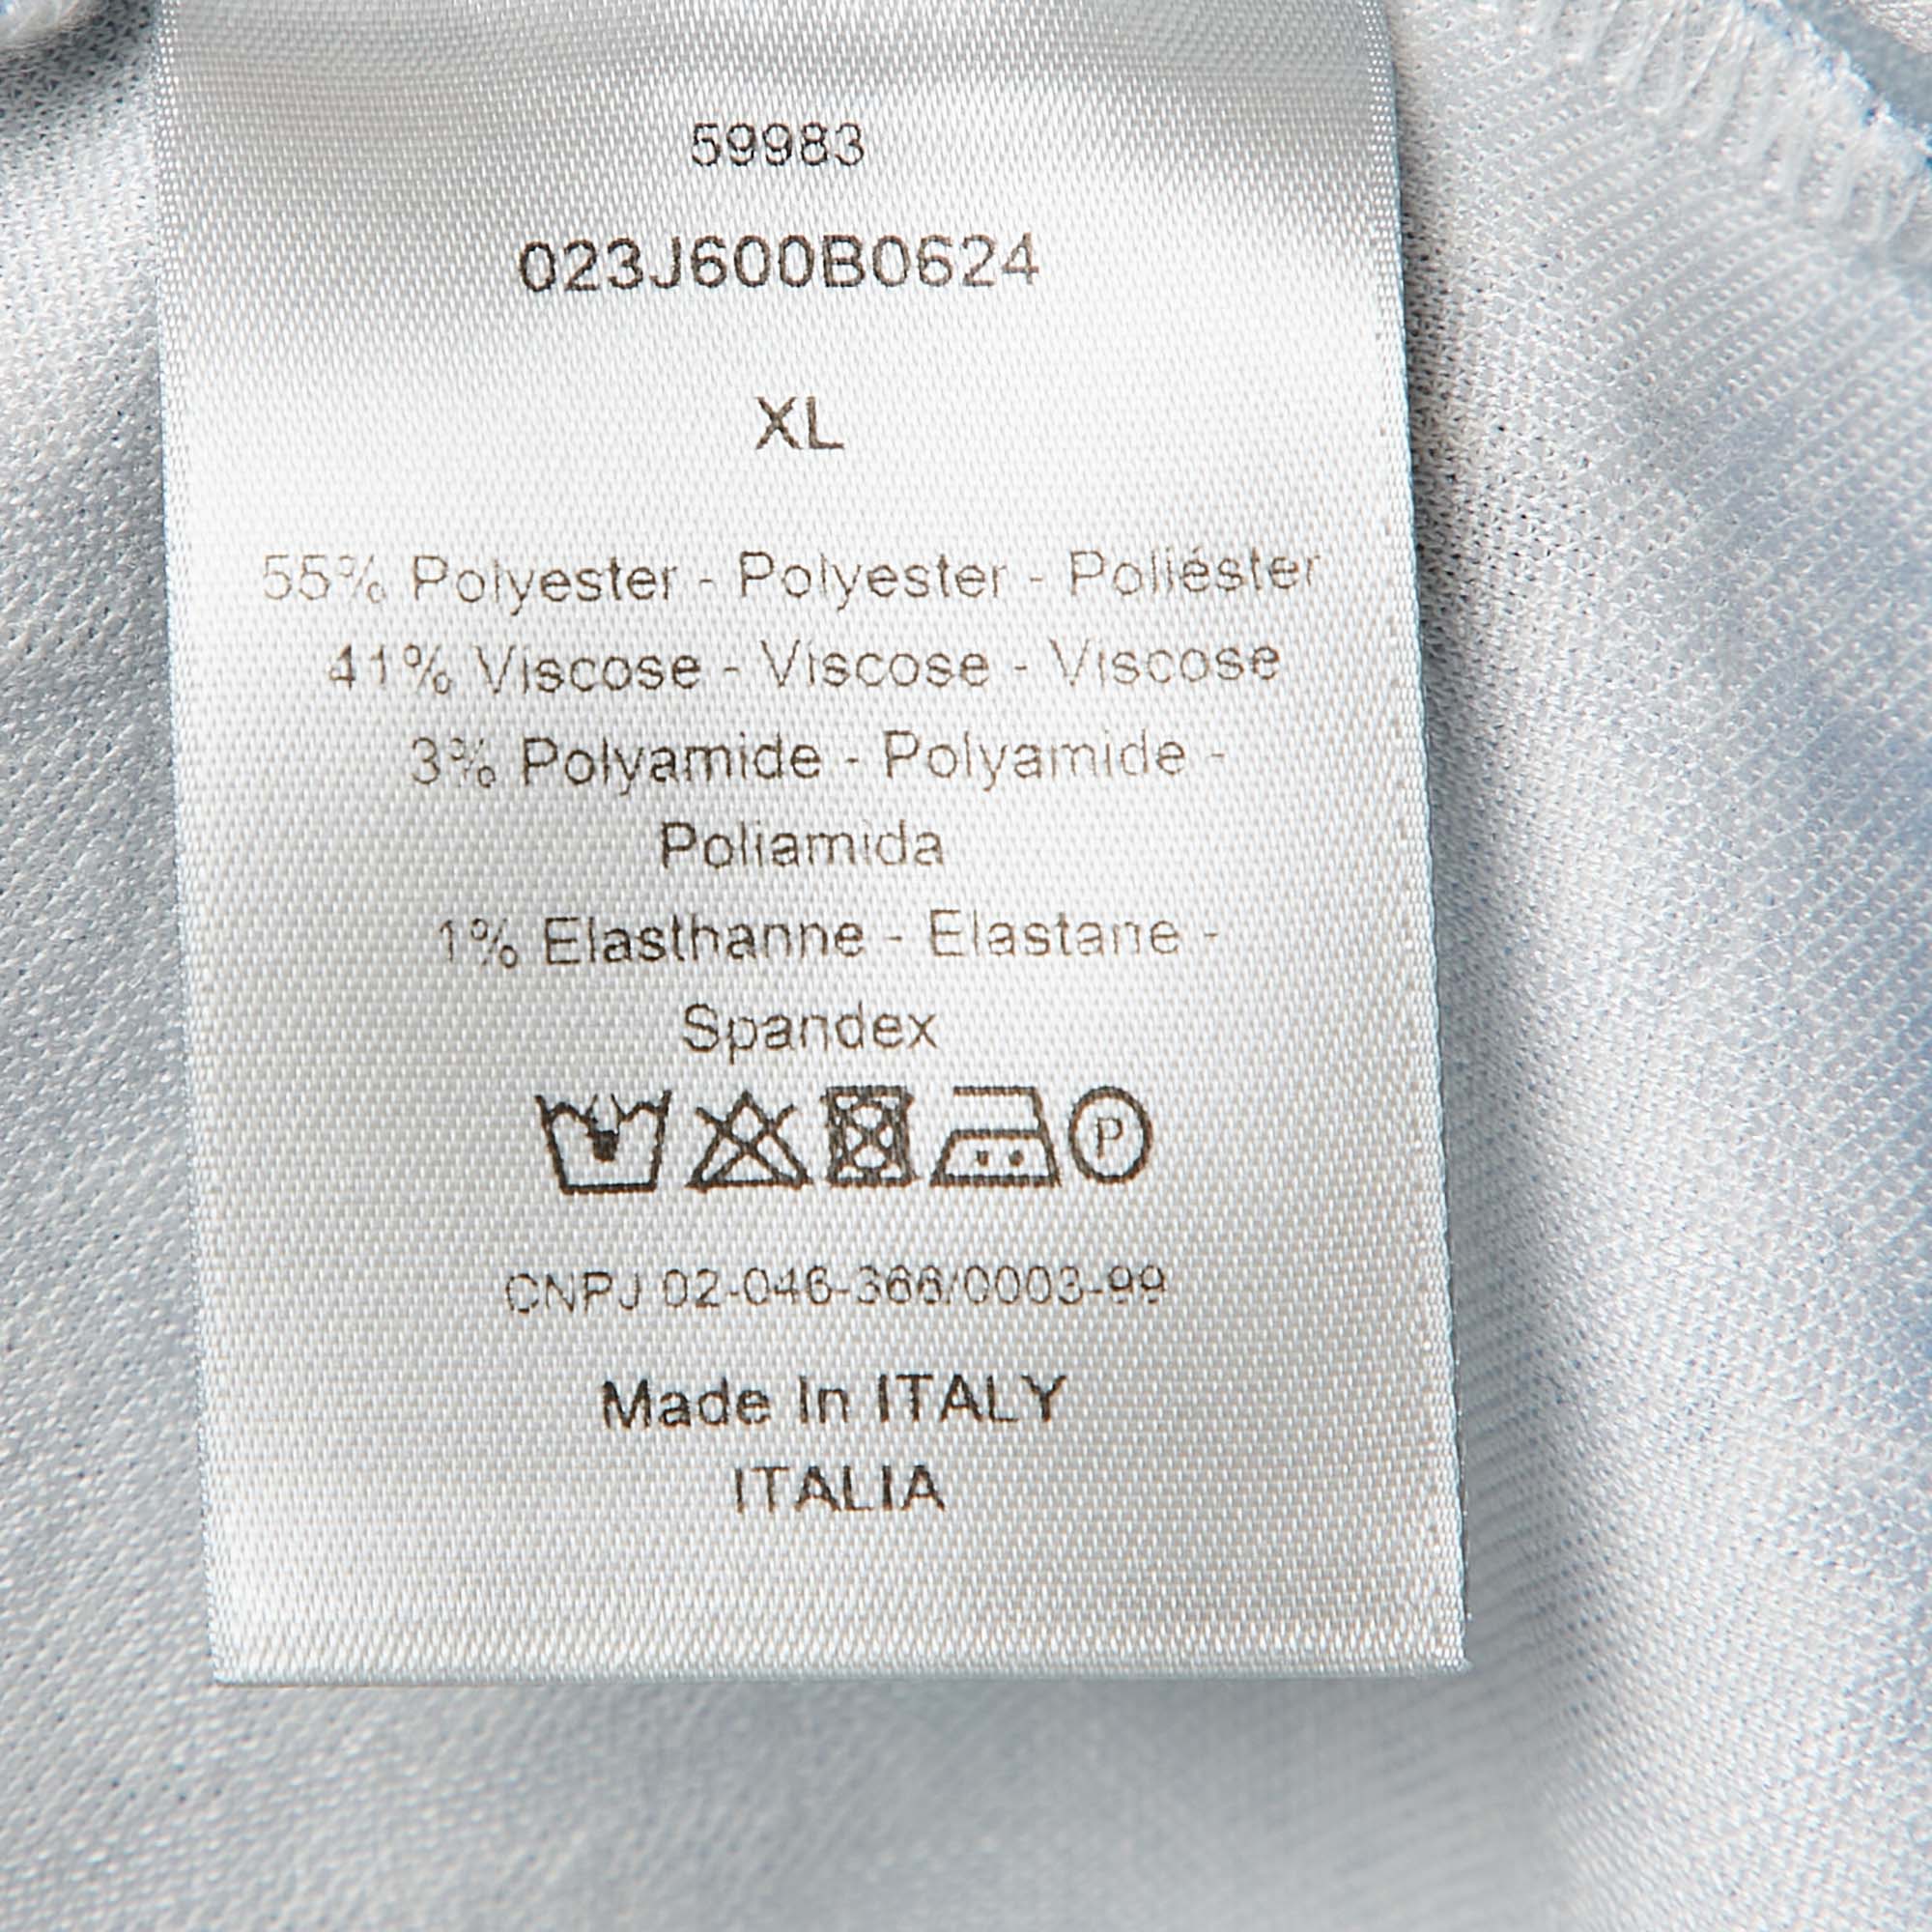 59983
023J600B0624
XL
55% Polyester - Polyester - Poliéster
41% Viscose - Viscose - Viscose
3% Polyamide - Polyamide -
Poliamida
1% Elasthanne - Elastane -
Spandex
P
CNPJ 02-046-366/0003-99
Made In ITALY
ITALIA